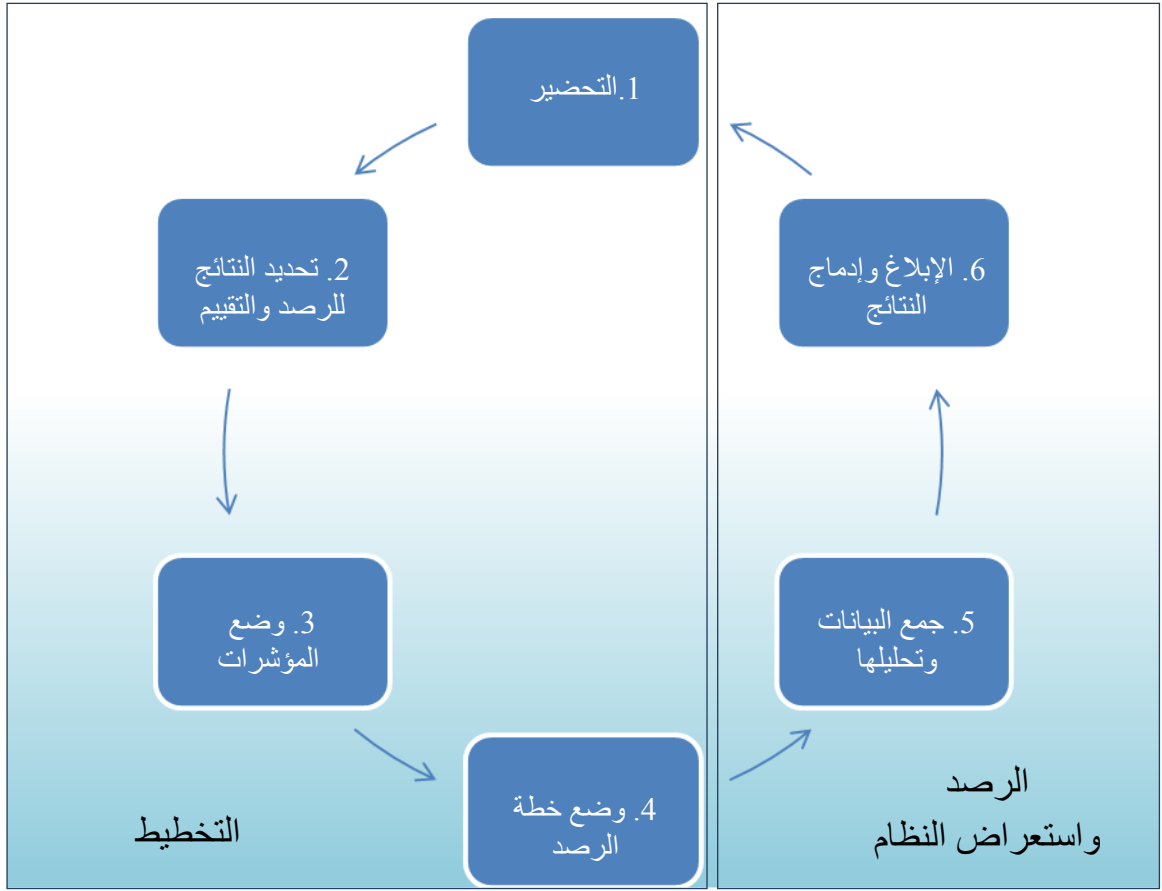 1.التحضير
2. تحديد النتائج
للرصد والتقييم
3. وضع
المؤشرات
4. وضع خطة
الرصد
5. جمع البيانات
وتحليلها
6. الإبلاغ وإدماج
النتائج
التخطيط
الرصد
واستعراض النظام